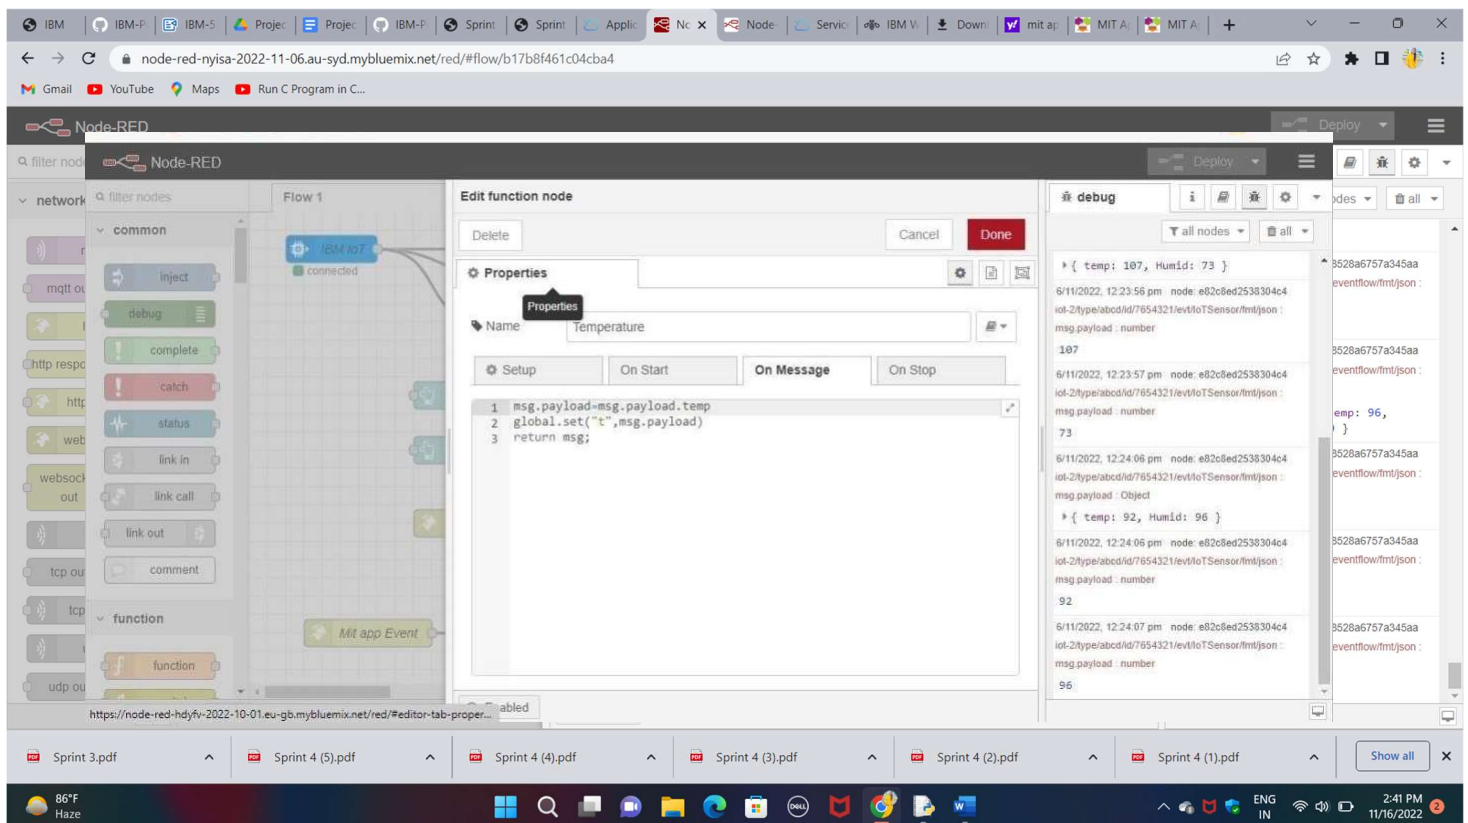 IBM
IBM-P
IBM-5
Projec
Projec
IBM-P
Sprint
Sprint
Applic
Nc
Node-
Service
IBM W
Down
mit ap
MIT A
MIT A
node-red-nyisa-2022-11-06.au-syd.mybluemix.net/red/#flow/b17b8f461c04cba4
Gmail
YouTube
Maps
Run C Program in C...
Node-RED
Deploy
filter node
network
mqtt ou
http respo
http
web
websock
out
tcp ou
tcp
udp ou
Node-RED
Deploy
filter nodes
common
inject
debug
complete
catch
status
link in
link call
link out
comment
function
function
Flow 1
IBM IoT
connected
Mit app Event
Edit function node
Delete
Cancel
Done
Properties
Properties
Name
Temperature
Setup
On Start
On Message
On Stop
1 msg.payload=msg.payload.temp
2 global.set("t",msg.payload)
3 return msg;
abled
https://node-red-hdyfv-2022-10-01.eu-gb.mybluemix.net/red/#editor-tab-proper...
debug
all nodes
all
{ temp: 107, Humid: 73 }
6/11/2022, 12:23:56 pm node: e82c8ed2538304c4
iot-2/type/abcd/id/7654321/evt/IoTSensor/fmt/json :
msg.payload : number
107
6/11/2022, 12:23:57 pm node: e82c8ed2538304c4
iot-2/type/abcd/id/7654321/evt/IoTSensor/fmt/json :
msg.payload : number
73
6/11/2022, 12:24:06 pm node: e82c8ed2538304c4
iot-2/type/abcd/id/7654321/evt/IoTSensor/fmt/json :
msg.payload : Object
{ temp: 92, Humid: 96 }
6/11/2022, 12:24:06 pm node: e82c8ed2538304c4
iot-2/type/abcd/id/7654321/evt/IoTSensor/fmt/json :
msg.payload : number
92
6/11/2022, 12:24:07 pm node: e82c8ed2538304c4
iot-2/type/abcd/id/7654321/evt/IoTSensor/fmt/json :
msg.payload : number
96
des
all
8528a6757a345aa
eventflow/fmt/json :
8528a6757a345aa
eventflow/fmt/json :
emp: 96,
}
8528a6757a345aa
eventflow/fmt/json :
8528a6757a345aa
eventflow/fmt/json :
8528a6757a345aa
eventflow/fmt/json :
Sprint 3.pdf
Sprint 4 (5).pdf
Sprint 4 (4).pdf
Sprint 4 (3).pdf
Sprint 4 (2).pdf
Sprint 4 (1).pdf
Show all
86°F
Haze
ENG
IN
2:41 PM
11/16/2022
2